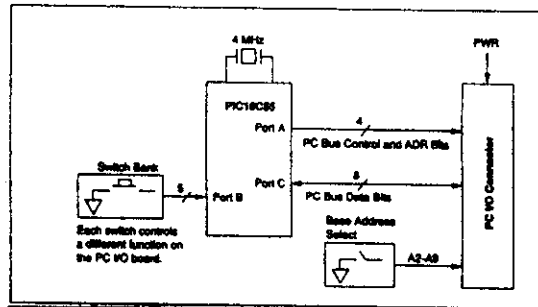 4 MHz
PWR
PIC16C55
Port A
4
PC Bus Control and ADR Bits
Switch Bank
5
Port B
Port C
8
PC Bus Data Bits
PC I/O Connector
Each switch controls
a different function on
the PC I/O board.
Base Address
Select
A2-A9